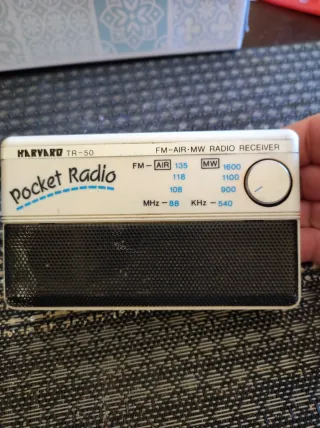 HARVARD TR-50 FM-AIR·MW RADIO RECEIVER
Pocket Radio
FM- AIR 135 MW 1600
118 1100
108 900
MHz- 88 KHz- 540